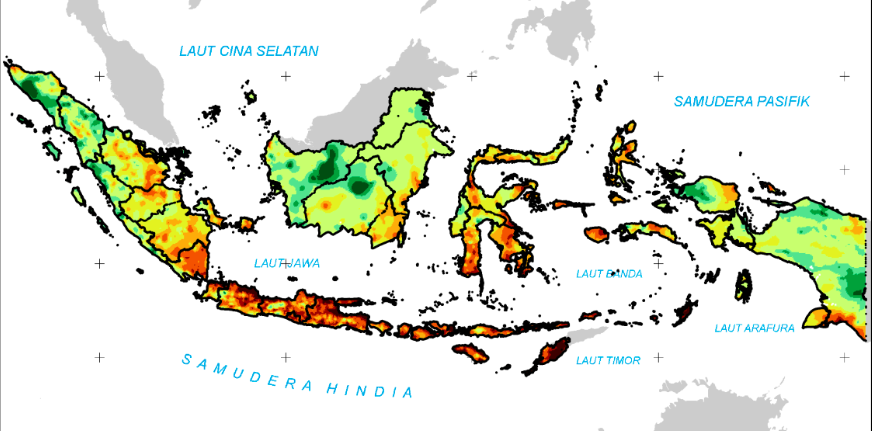 LAUT CINA SELATAN
SAMUDERA PASIFIK
LAUT JAWA
LAUT BANDA
LAUT ARAFURA
LAUT TIMOR
SAMUDERA HINDIA